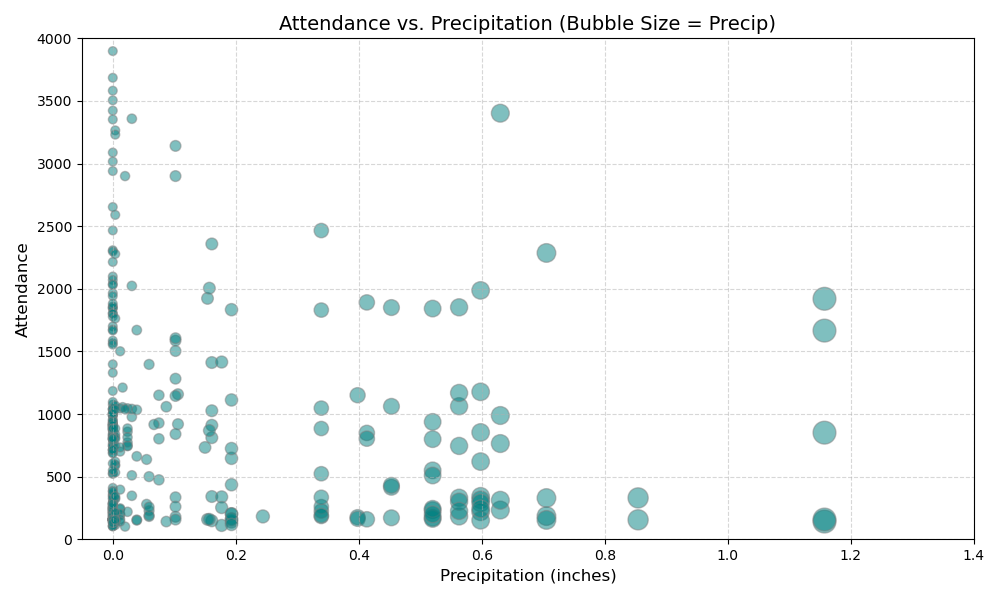 Attendance vs. Precipitation (Bubble Size = Precip)
4000
3500
3000
2500
2000
1500
1000
500
0
Attendance
0.0 0.2 0.4 0.6 0.8 1.0 1.2 1.4
Precipitation (inches)